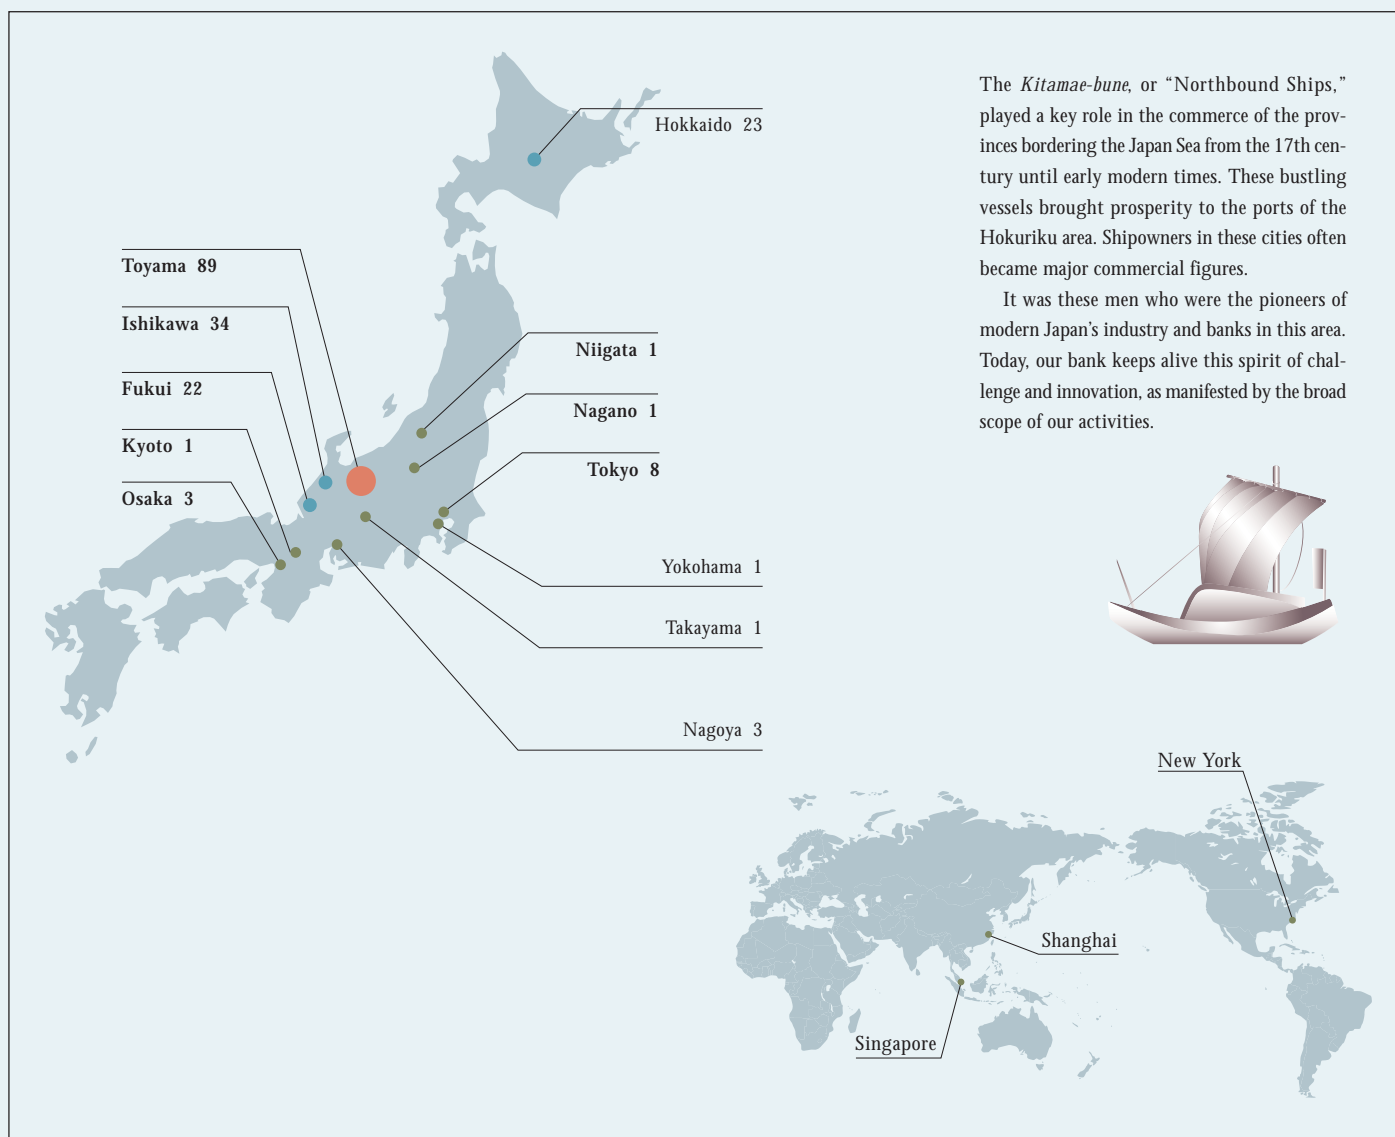 Hokkaido 23
Toyama 89
Ishikawa 34
Fukui 22
Kyoto 1
Osaka 3
Niigata 1
Nagano 1
Tokyo 8
Yokohama 1
Takayama 1
Nagoya 3
The Kitamae-bune, or “Northbound Ships,”
played a key role in the commerce of the prov-
inces bordering the Japan Sea from the 17th cen-
tury until early modern times. These bustling
vessels brought prosperity to the ports of the
Hokuriku area. Shipowners in these cities often
became major commercial figures.
It was these men who were the pioneers of
modern Japan’s industry and banks in this area.
Today, our bank keeps alive this spirit of chal-
lenge and innovation, as manifested by the broad
scope of our activities.
New York
Shanghai
Singapore